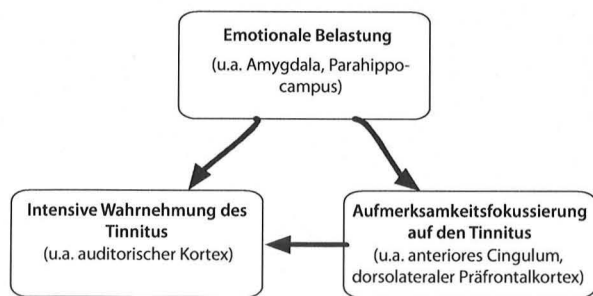 Emotionale Belastung
(u.a. Amygdala, Parahippo-
campus)
Intensive Wahrnehmung des
Tinnitus
(u.a. auditorischer Kortex)
Aufmerksamkeitsfokussierung
auf den Tinnitus
(u.a. anteriores Cingulum,
dorsolateraler Präfrontalkortex)